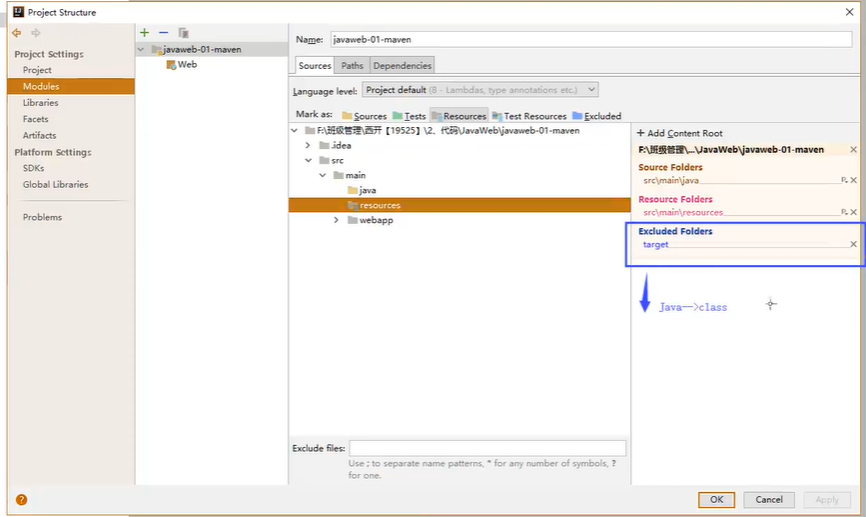 Project Structure
Project Settings
Project
Modules
Libraries
Facets
Artifacts
Platform Settings
SDKs
Global Libraries
Problems
javaweb-01-maven
Web
Name: javaweb-01-maven
Sources Paths Dependencies
Language level: Project default (8 - Lambdas, type annotations etc.)
Mark as: Sources Tests Resources Test Resources Excluded
F:\班级管理\西开【19525】\2、代码\JavaWeb\javaweb-01-maven
.idea
src
main
java
resources
webapp
+ Add Content Root
F:\班级管理\...\JavaWeb\javaweb-01-maven
Source Folders
src\main\java
Resource Folders
src\main\resources
Excluded Folders
target
Java-->class
Exclude files:
Use ; to separate name patterns, * for any number of symbols, ?
for one.
? OK Cancel Apply